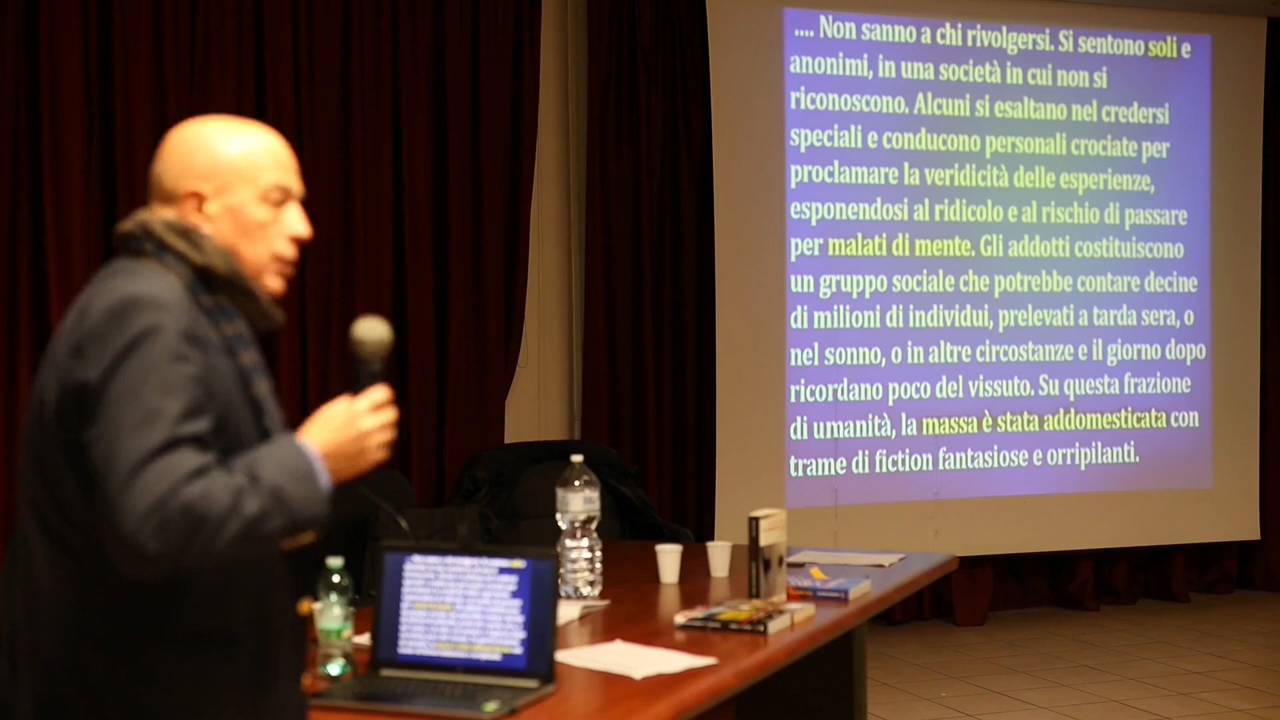 .... Non sanno a chi rivolgersi. Si sentono soli e
anonimi, in una società in cui non si
riconoscono. Alcuni si esaltano nel credersi
speciali e conducono personali crociate per
proclamare la veridicità delle esperienze,
esponendosi al ridicolo e al rischio di passare
per malati di mente. Gli addotti costituiscono
un gruppo sociale che potrebbe contare decine
di milioni di individui, prelevati a tarda sera, o
nel sonno, o in altre circostanze e il giorno dopo
ricordano poco del vissuto. Su questa frazione
di umanità, la massa è stata addomesticata con
trame di fiction fantasiose e orripilanti.